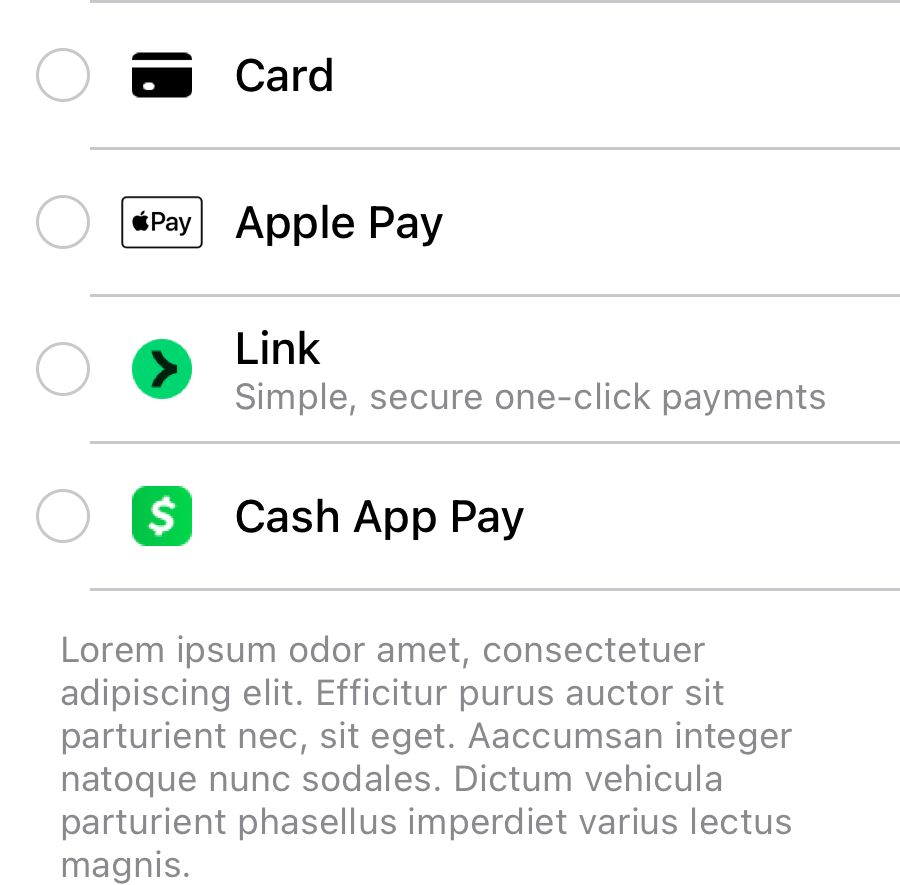 Card
Pay Apple Pay
Link
Simple, secure one-click payments
$ Cash App Pay
Lorem ipsum odor amet, consectetuer
adipiscing elit. Efficitur purus auctor sit
parturient nec, sit eget. Aaccumsan integer
natoque nunc sodales. Dictum vehicula
parturient phasellus imperdiet varius lectus
magnis.